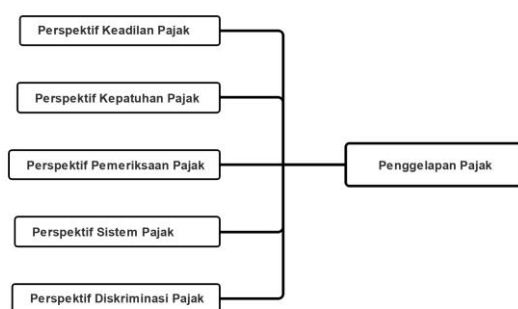 Perspektif Keadilan Pajak
Perspektif Kepatuhan Pajak
Perspektif Pemeriksaan Pajak
Penggelapan Pajak
Perspektif Sistem Pajak
Perspektif Diskriminasi Pajak